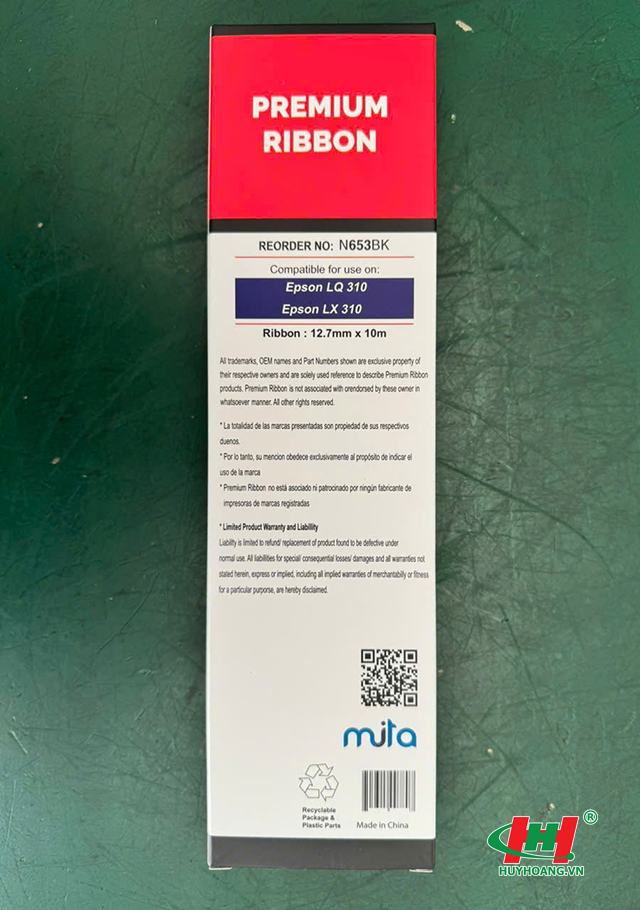 PREMIUM
RIBBON
REORDER NO: N653BK
Compatible for use on:
Epson LQ 310
Epson LX 310
Ribbon : 12.7mm x 10m
All trademarks, OEM names and Part Numbers shown are exclusive property of
their respective owners and are solely used reference to describe Premium Ribbon
products. Premium Ribbon is not associated with orendorsed by these owner in
whatsoever manner. All other rights reserved.
* La totalidad de las marcas presentadas son propiedad de sus respectivos
duenos.
* Por lo tanto, su mencion obedece exclusivamente al propósito de indicar el
uso de la marca
* Premium Ribbon no está asociado ni patrocinado por ningún fabricante de
impresoras de marcas registradas
* Limited Product Warranty and Liability
Liability is limited to refund/ replacement of product found to be defective under
normal use. All liabilities for special/ consequential losses/ damages and all warranties not
stated herein, express or implied, including all implied warranties of merchantabilly or fitness
for a particular purporse, are hereby disclaimed.
mita
Recyclable
Package &
Plastic Parts
Made in China
H ®
HUYHOANG.VN